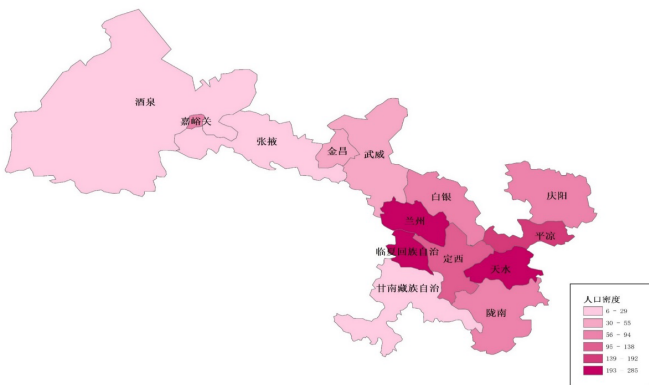 酒泉
嘉峪关
张掖
金昌
武威
白银
兰州
庆阳
平凉
临夏回族自治
定西
天水
甘南藏族自治
陇南
人口密度
6 - 29
30 - 55
56 - 94
95 - 138
139 - 192
193 - 285